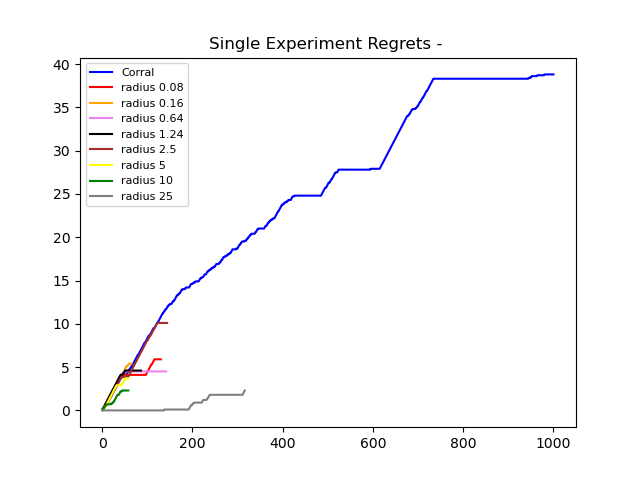 Single Experiment Regrets -
40
35
30
25
20
15
10
5
0
Corral
radius 0.08
radius 0.16
radius 0.64
radius 1.24
radius 2.5
radius 5
radius 10
radius 25
0 200 400 600 800 1000